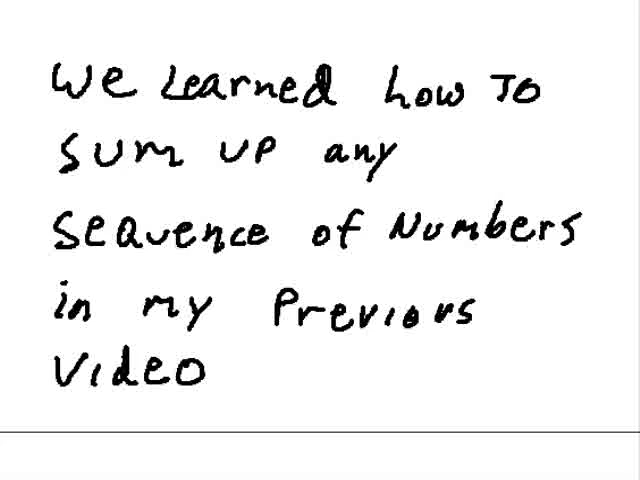 We Learned how To
sum up any
sequence of Numbers
in my Previous
Video